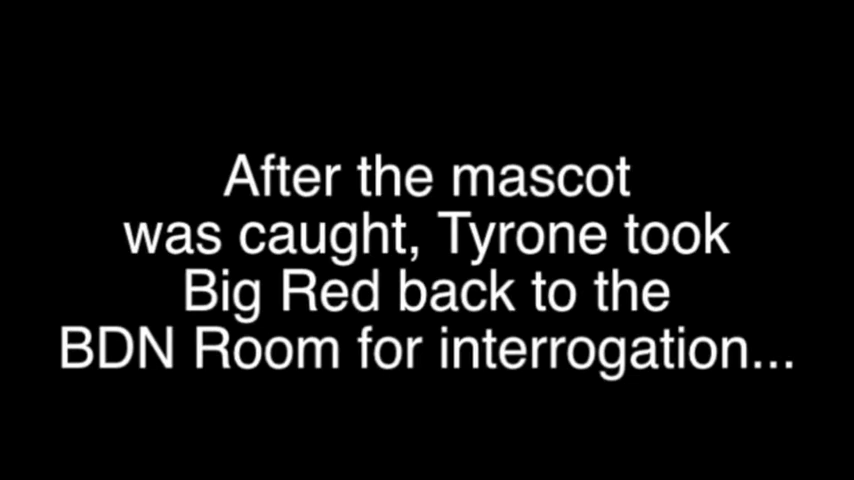 After the mascot
was caught, Tyrone took
Big Red back to the
BDN Room for interrogation...